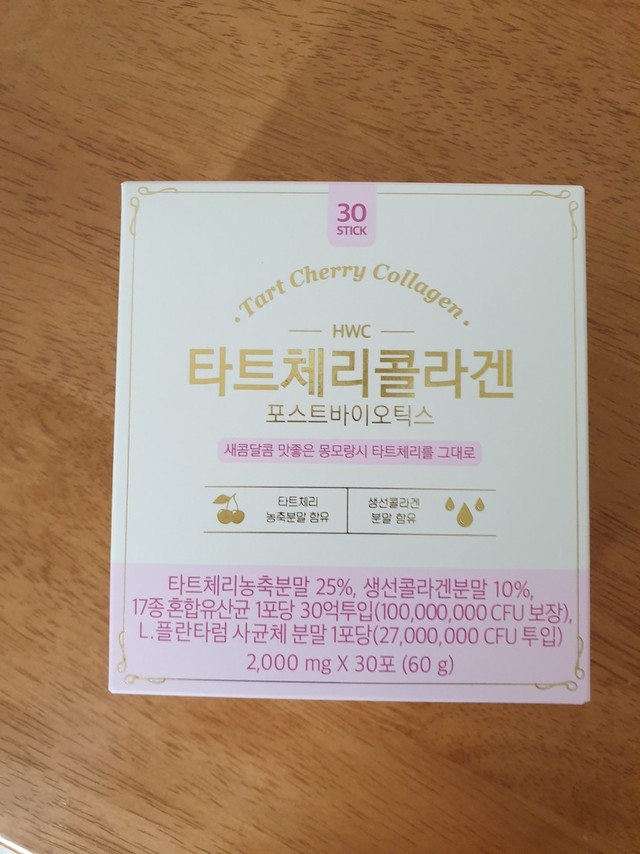 30
STICK
Tart Cherry Collagen
HWC
타트체리콜라겐
포스트바이오틱스
새콤달콤 맛좋은 몽모랑시 타트체리를 그대로
타트체리
농축분말 함유
생선콜라겐
분말 함유
타트체리농축분말 25%, 생선콜라겐분말 10%,
17종 혼합유산균 1포당 30억투입(100,000,000 CFU 보장),
L.플란타럼 사균체 분말 1포당(27,000,000 CFU 투입)
2,000 mg X 30포 (60 g)